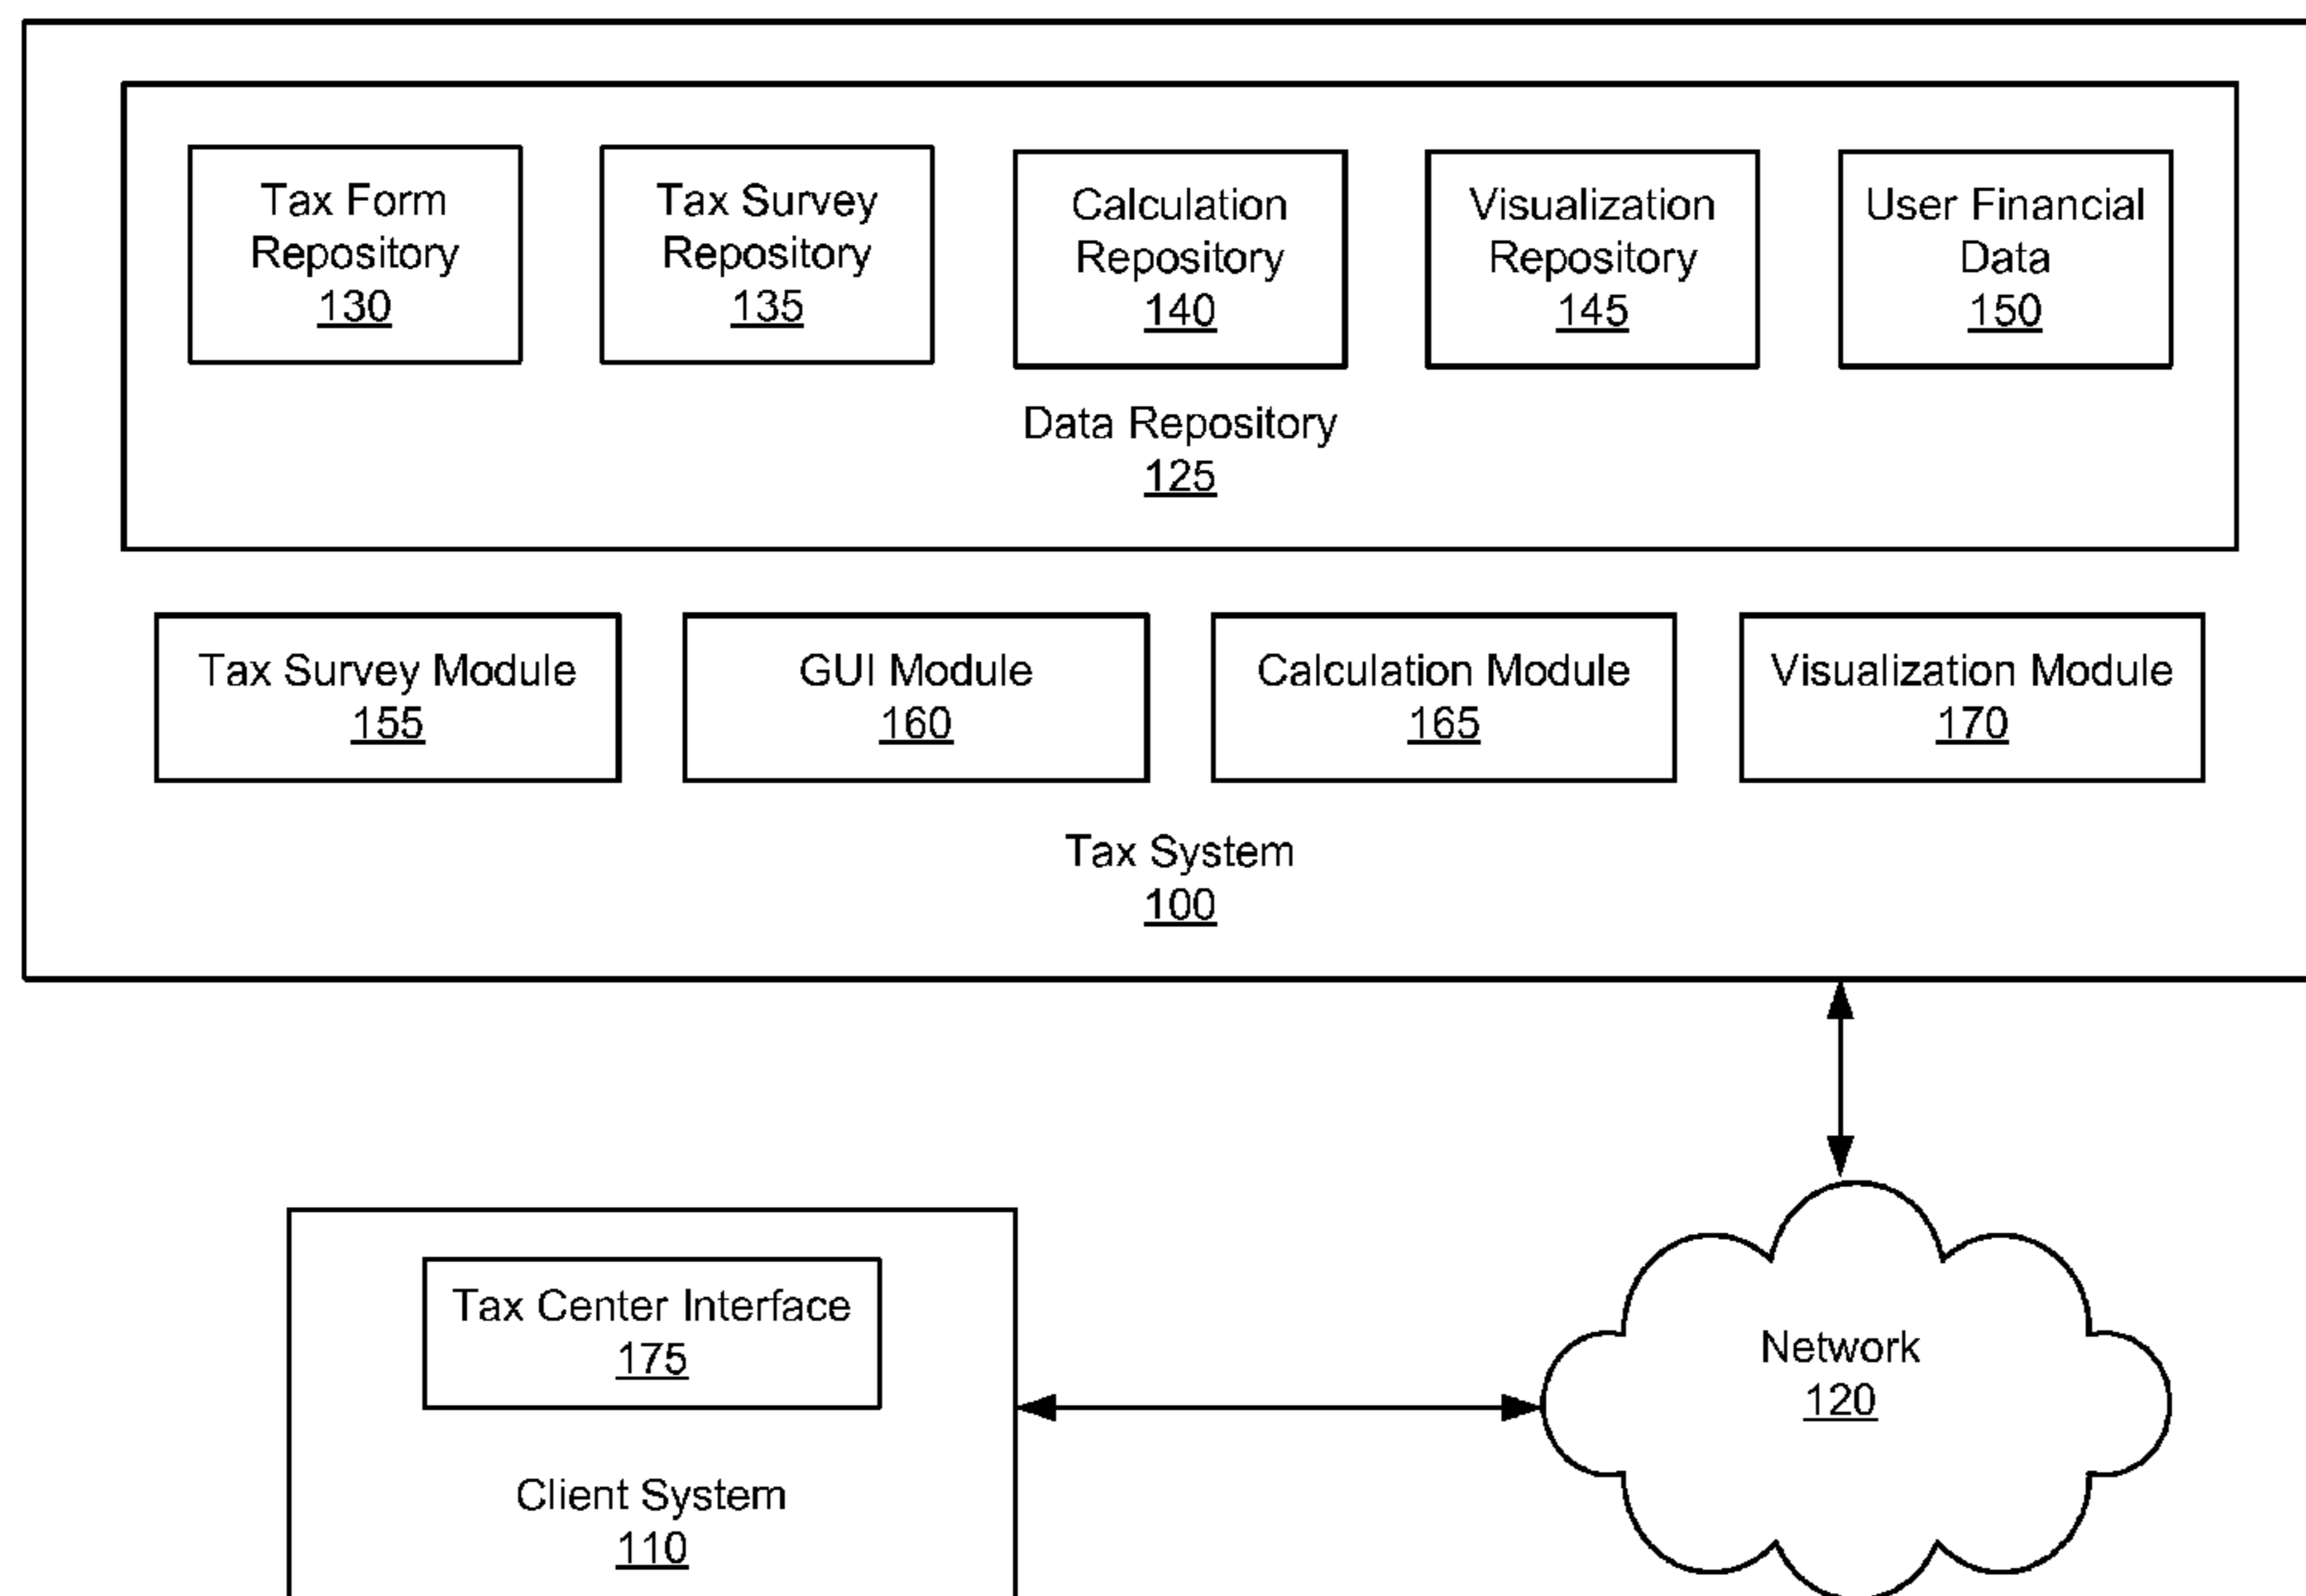 Tax Form
Repository
130
Tax Survey
Repository
135
Calculation
Repository
140
Visualization
Repository
145
User Financial
Data
150
Data Repository
125
Tax Survey Module
155
GUI Module
160
Calculation Module
165
Visualization Module
170
Tax System
100
Tax Center Interface
175
Client System
110
Network
120